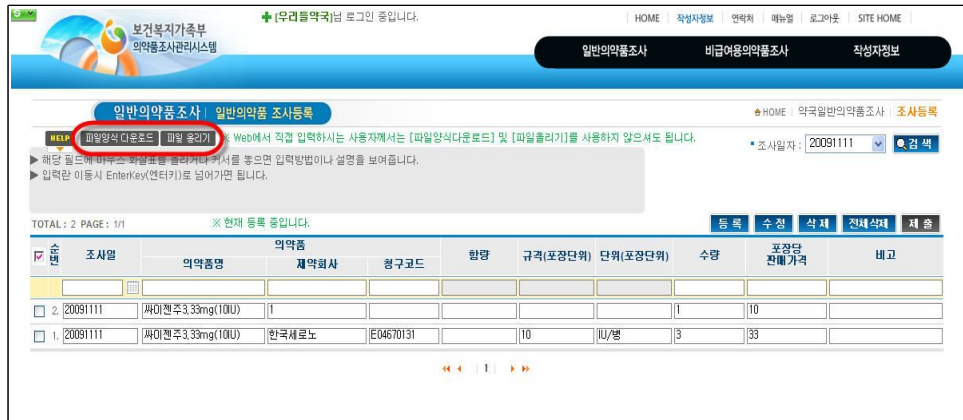 보건복지가족부
의약품조사관리시스템
[우리들약국]님 로그인 중입니다.
HOME 작성자정보 연락처 매뉴얼 로그아웃 SITE HOME
일반의약품조사 비급여용의약품조사 작성자정보
일반의약품조사 | 일반의약품 조사등록
HOME | 약국일반의약품조사 | 조사등록
HELP 파일양식 다운로드 파일 올리기 ※ Web에서 직접 입력하시는 사용자께서는 [파일양식다운로드] 및 [파일올리기]를 사용하지 않으셔도 됩니다.
조사일자 : 20091111 검 색
▶ 해당 필드에 마우스 화살표를 올리거나 커서를 놓으면 입력방법이나 설명을 보여줍니다.
▶ 입력란 이동시 EnterKey(엔터키)로 넘어가면 됩니다.
TOTAL : 2 PAGE : 1/1 ※ 현재 등록 중입니다.
등 록 수 정 삭 제 전체삭제 제 출
순번 조사일 의약품 함량 규격(포장단위) 단위(포장단위) 수량 포장당 판매가격 비고
의약품명 제약회사 청구코드
2. 20091111 싸이젠주3,33mg(10IU) 1 1 10
1. 20091111 싸이젠주3,33mg(10IU) 한국세로노 E04670131 10 IU/병 3 33
1